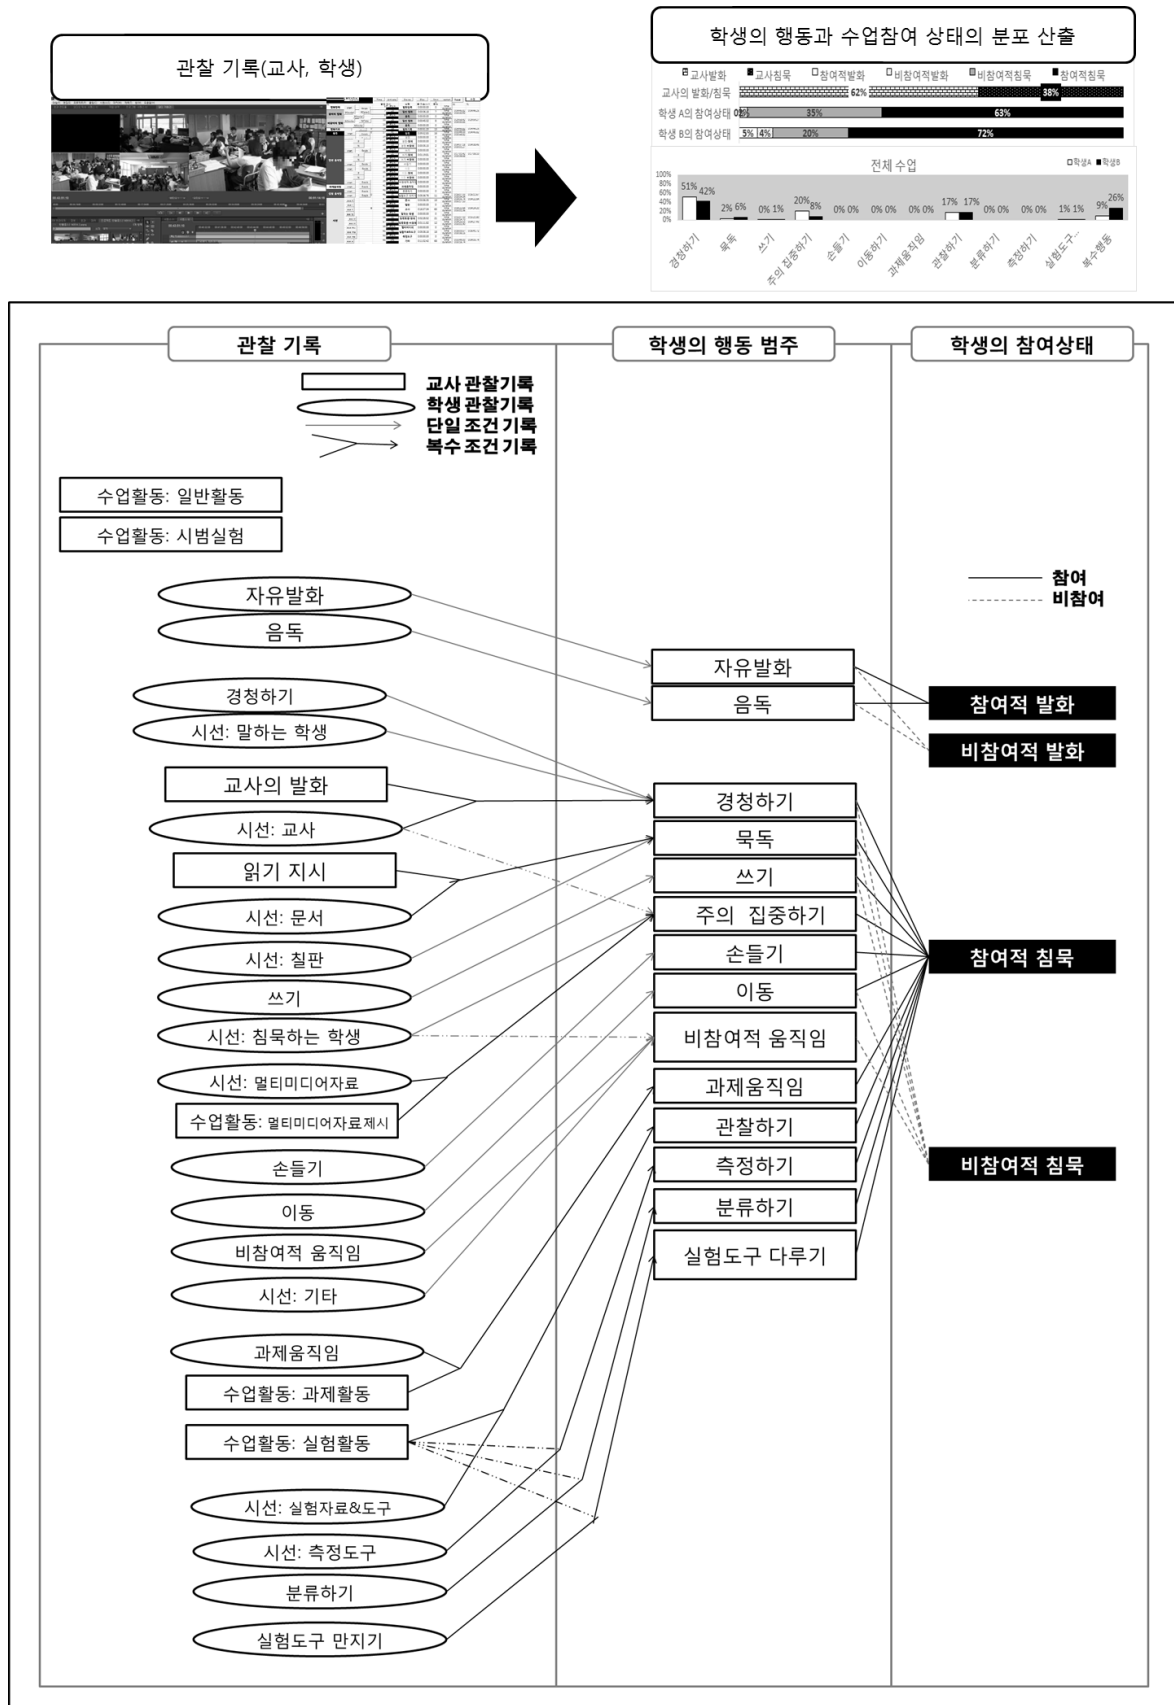 관찰 기록(교사, 학생)
학생의 행동과 수업참여 상태의 분포 산출
교사발화 교사침묵 참여적발화 비참여적발화 비참여적침묵 참여적침묵
교사의 발화/침묵 62% 38%
학생 A의 참여상태 35% 63%
학생 B의 참여상태 5% 4% 20% 72%
전체 수업
학생A 학생B
100%
80%
60%
40%
20%
0%
51% 42% 2% 6% 0% 1% 20% 8% 0% 0% 0% 0% 0% 0% 17% 17% 0% 0% 0% 0% 1% 1% 9% 26%
경청하기 묵독 쓰기 주의 집중하기 손들기 이동하기 과제움직임 관찰하기 분류하기 측정하기 실험도구... 복수행동
관찰 기록
학생의 행동 범주
학생의 참여상태
교사 관찰기록
학생 관찰기록
단일 조건 기록
복수 조건 기록
수업활동: 일반활동
수업활동: 시범실험
자유발화
음독
경청하기
시선: 말하는 학생
교사의 발화
시선: 교사
읽기 지시
시선: 문서
시선: 칠판
쓰기
시선: 침묵하는 학생
시선: 멀티미디어자료
수업활동: 멀티미디어자료제시
손들기
이동
비참여적 움직임
시선: 기타
과제움직임
수업활동: 과제활동
수업활동: 실험활동
시선: 실험자료&도구
시선: 측정도구
분류하기
실험도구 만지기
자유발화
음독
경청하기
묵독
쓰기
주의 집중하기
손들기
이동
비참여적 움직임
과제움직임
관찰하기
측정하기
분류하기
실험도구 다루기
참여
비참여
참여적 발화
비참여적 발화
참여적 침묵
비참여적 침묵